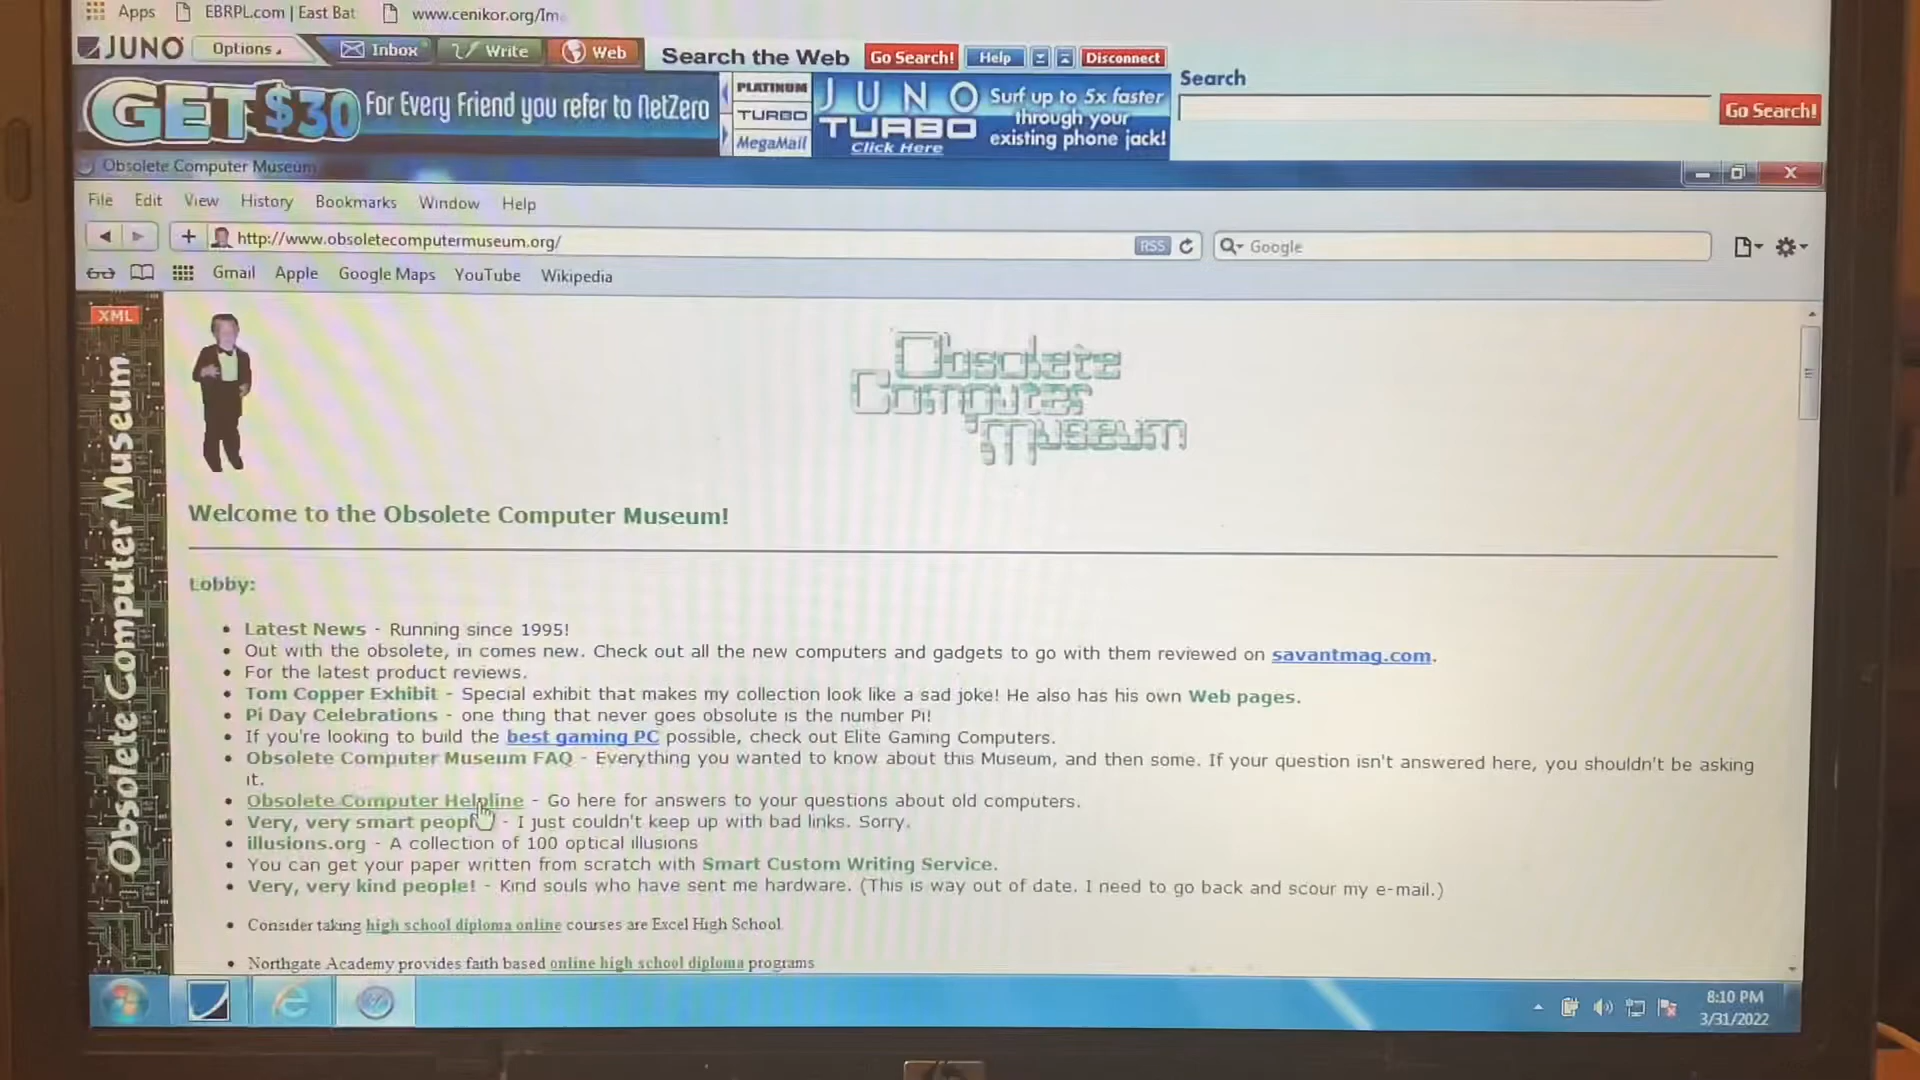 Apps EBRPL.com | East Bat www.cenikor.org/Im
JUNO Options Inbox Write Web Search the Web Go Search! Help Disconnect
GET $30 For Every Friend you refer to NetZero
PLATINUM
TURBO
MegaMail
JUNO
TURBO
Click Here
Surf up to 5x faster
through your
existing phone jack!
Search
Go Search!
Obsolete Computer Museum
File Edit View History Bookmarks Window Help
http://www.obsoletecomputermuseum.org/ RSS Google
Gmail Apple Google Maps YouTube Wikipedia
XML
Obsolete Computer Museum
Obsolete
Computer
Museum
Welcome to the Obsolete Computer Museum!
Lobby:
• Latest News - Running since 1995!
• Out with the obsolete, in comes new. Check out all the new computers and gadgets to go with them reviewed on savantmag.com.
• For the latest product reviews.
• Tom Copper Exhibit - Special exhibit that makes my collection look like a sad joke! He also has his own Web pages.
• Pi Day Celebrations - one thing that never goes obsolute is the number Pi!
• If you're looking to build the best gaming PC possible, check out Elite Gaming Computers.
• Obsolete Computer Museum FAQ - Everything you wanted to know about this Museum, and then some. If your question isn't answered here, you shouldn't be asking
it.
• Obsolete Computer Helpline - Go here for answers to your questions about old computers.
• Very, very smart people - I just couldn't keep up with bad links. Sorry.
• illusions.org - A collection of 100 optical illusions
• You can get your paper written from scratch with Smart Custom Writing Service.
• Very, very kind people! - Kind souls who have sent me hardware. (This is way out of date. I need to go back and scour my e-mail.)
• Consider taking high school diploma online courses are Excel High School
• Northgate Academy provides faith based online high school diploma programs
8:10 PM
3/31/2022
hp